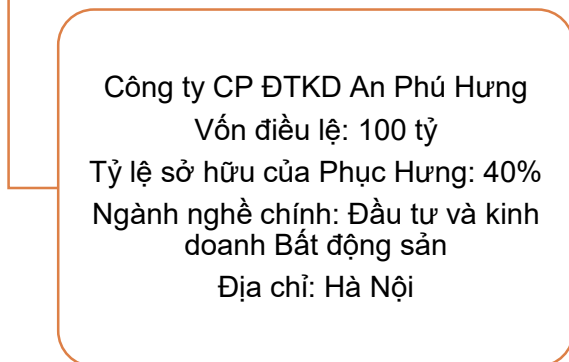 Công ty CP ĐTKD An Phú Hưng
Vốn điều lệ: 100 tỷ
Tỷ lệ sở hữu của Phục Hưng: 40%
Ngành nghề chính: Đầu tư và kinh
doanh Bất động sản
Địa chỉ: Hà Nội